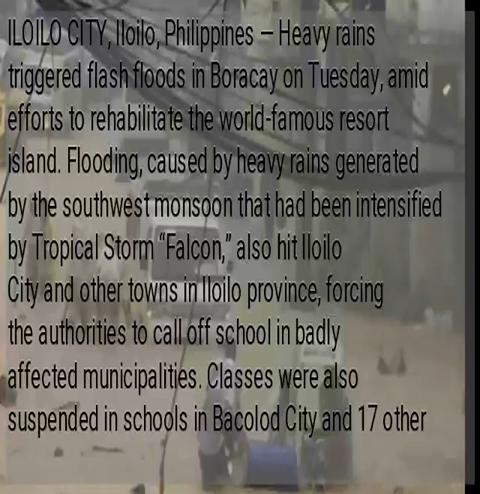 ILOILO CITY, Iloilo, Philippines — Heavy rains
triggered flash floods in Boracay on Tuesday, amid
efforts to rehabilitate the world-famous resort
island. Flooding, caused by heavy rains generated
by the southwest monsoon that had been intensified
by Tropical Storm “Falcon,” also hit Iloilo
City and other towns in Iloilo province, forcing
the authorities to call off school in badly
affected municipalities. Classes were also
suspended in schools in Bacolod City and 17 other